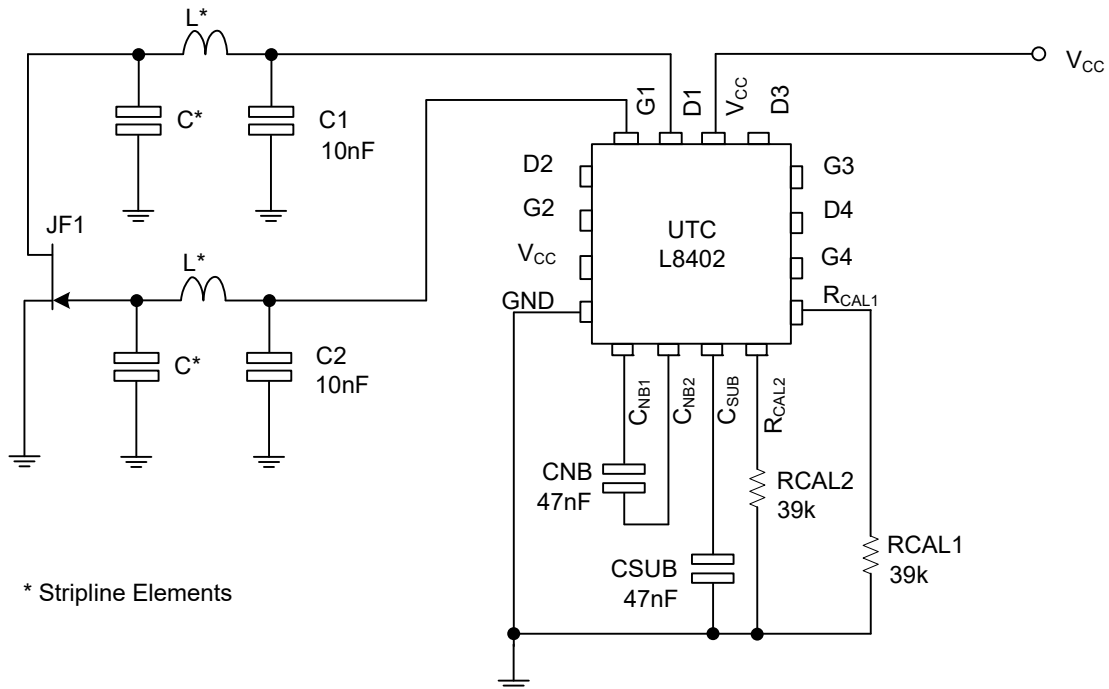 L*
V_CC
G1
D1
V_CC
D3
C*
C1
10nF
D2
G3
G2
UTC
L8402
D4
JF1
L*
V_CC
G4
GND
R_CAL1
C*
C2
10nF
C_NB1
C_NB2
C_SUB
R_CAL2
CNB
47nF
RCAL2
39k
RCAL1
39k
CSUB
47nF
* Stripline Elements